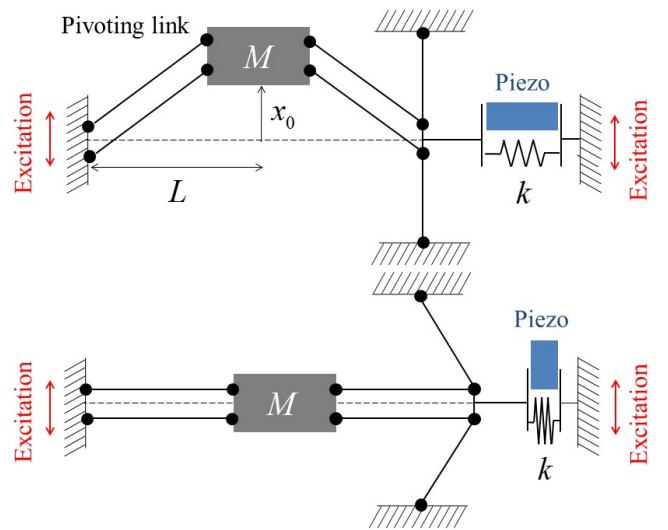 Pivoting link
M
Excitation
x₀
L
Piezo
k
Excitation
Excitation
M
Piezo
k
Excitation